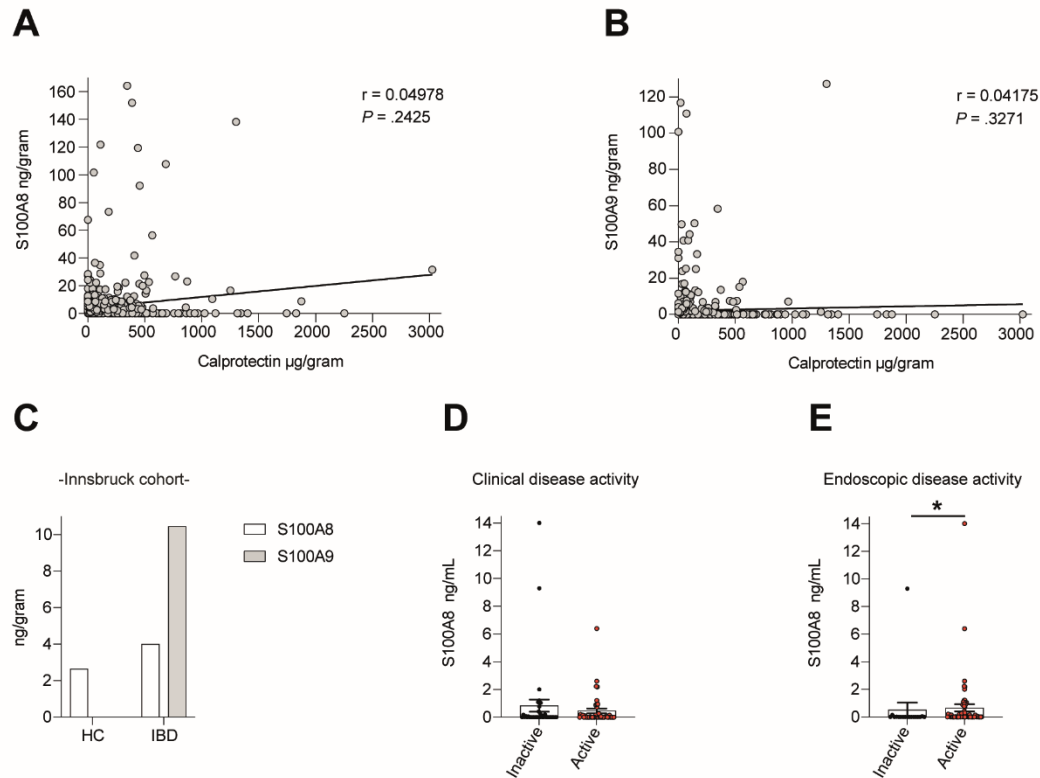 A
r = 0.04978
P = .2425
S100A8 ng/gram
160
140
120
100
80
60
40
20
0
0 500 1000 1500 2000 2500 3000
Calprotectin µg/gram
B
r = 0.04175
P = .3271
S100A9 ng/gram
120
100
80
60
40
20
0
0 500 1000 1500 2000 2500 3000
Calprotectin µg/gram
C
-Innsbruck cohort-
ng/gram
10
8
6
4
2
0
HC IBD
S100A8
S100A9
D
Clinical disease activity
S100A8 ng/mL
14
12
10
8
6
4
2
0
Inactive
Active
E
Endoscopic disease activity
*
S100A8 ng/mL
14
12
10
8
6
4
2
0
Inactive
Active